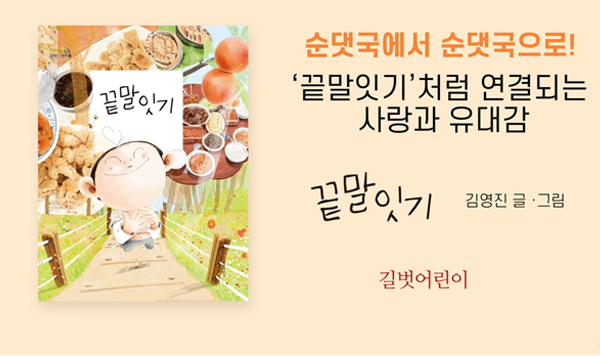 끝말잇기
순댓국에서 순댓국으로!
‘끝말잇기’처럼 연결되는
사랑과 유대감
끝말잇기
김영진 글·그림
길벗어린이